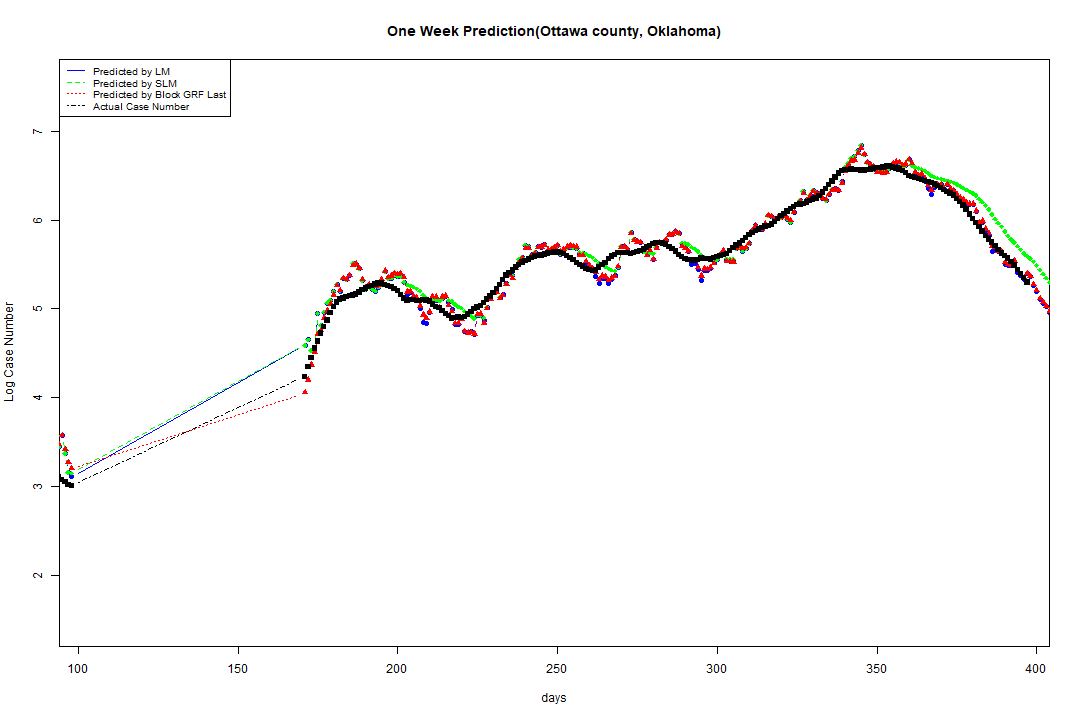 One Week Prediction(Ottawa county, Oklahoma)
Predicted by LM
Predicted by SLM
Predicted by Block GRF Last
Actual Case Number
7
6
5
4
3
2
Log Case Number
100 150 200 250 300 350 400
days